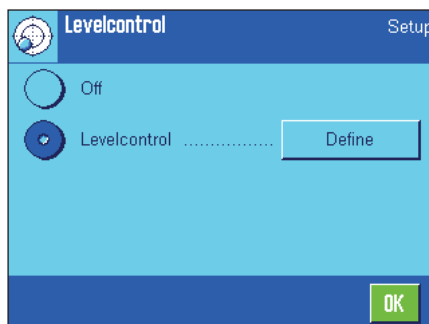 Levelcontrol Setup
Off
Levelcontrol ................ Define
OK